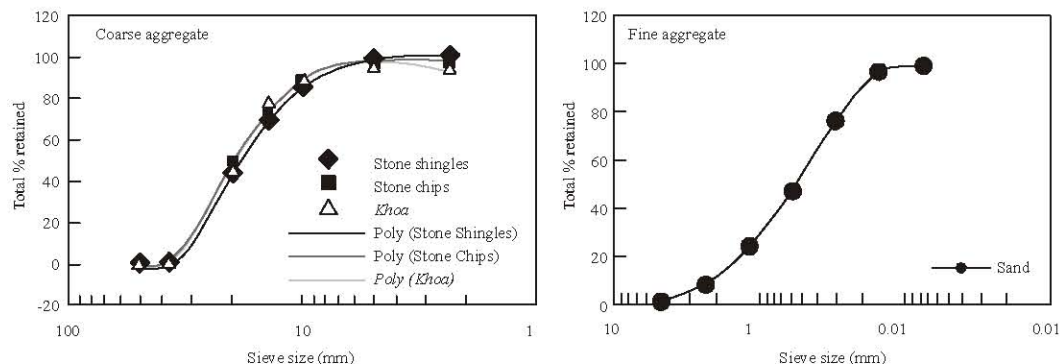 Coarse aggregate
Total % retained
120
100
80
60
40
20
0
-20
Stone shingles
Stone chips
Khoa
Poly (Stone Shingles)
Poly (Stone Chips)
Poly (Khoa)
100
10
1
Sieve size (mm)
Fine aggregate
Total % retained
120
100
80
60
40
20
0
Sand
10
1
0.01
0.01
Sieve size (mm)